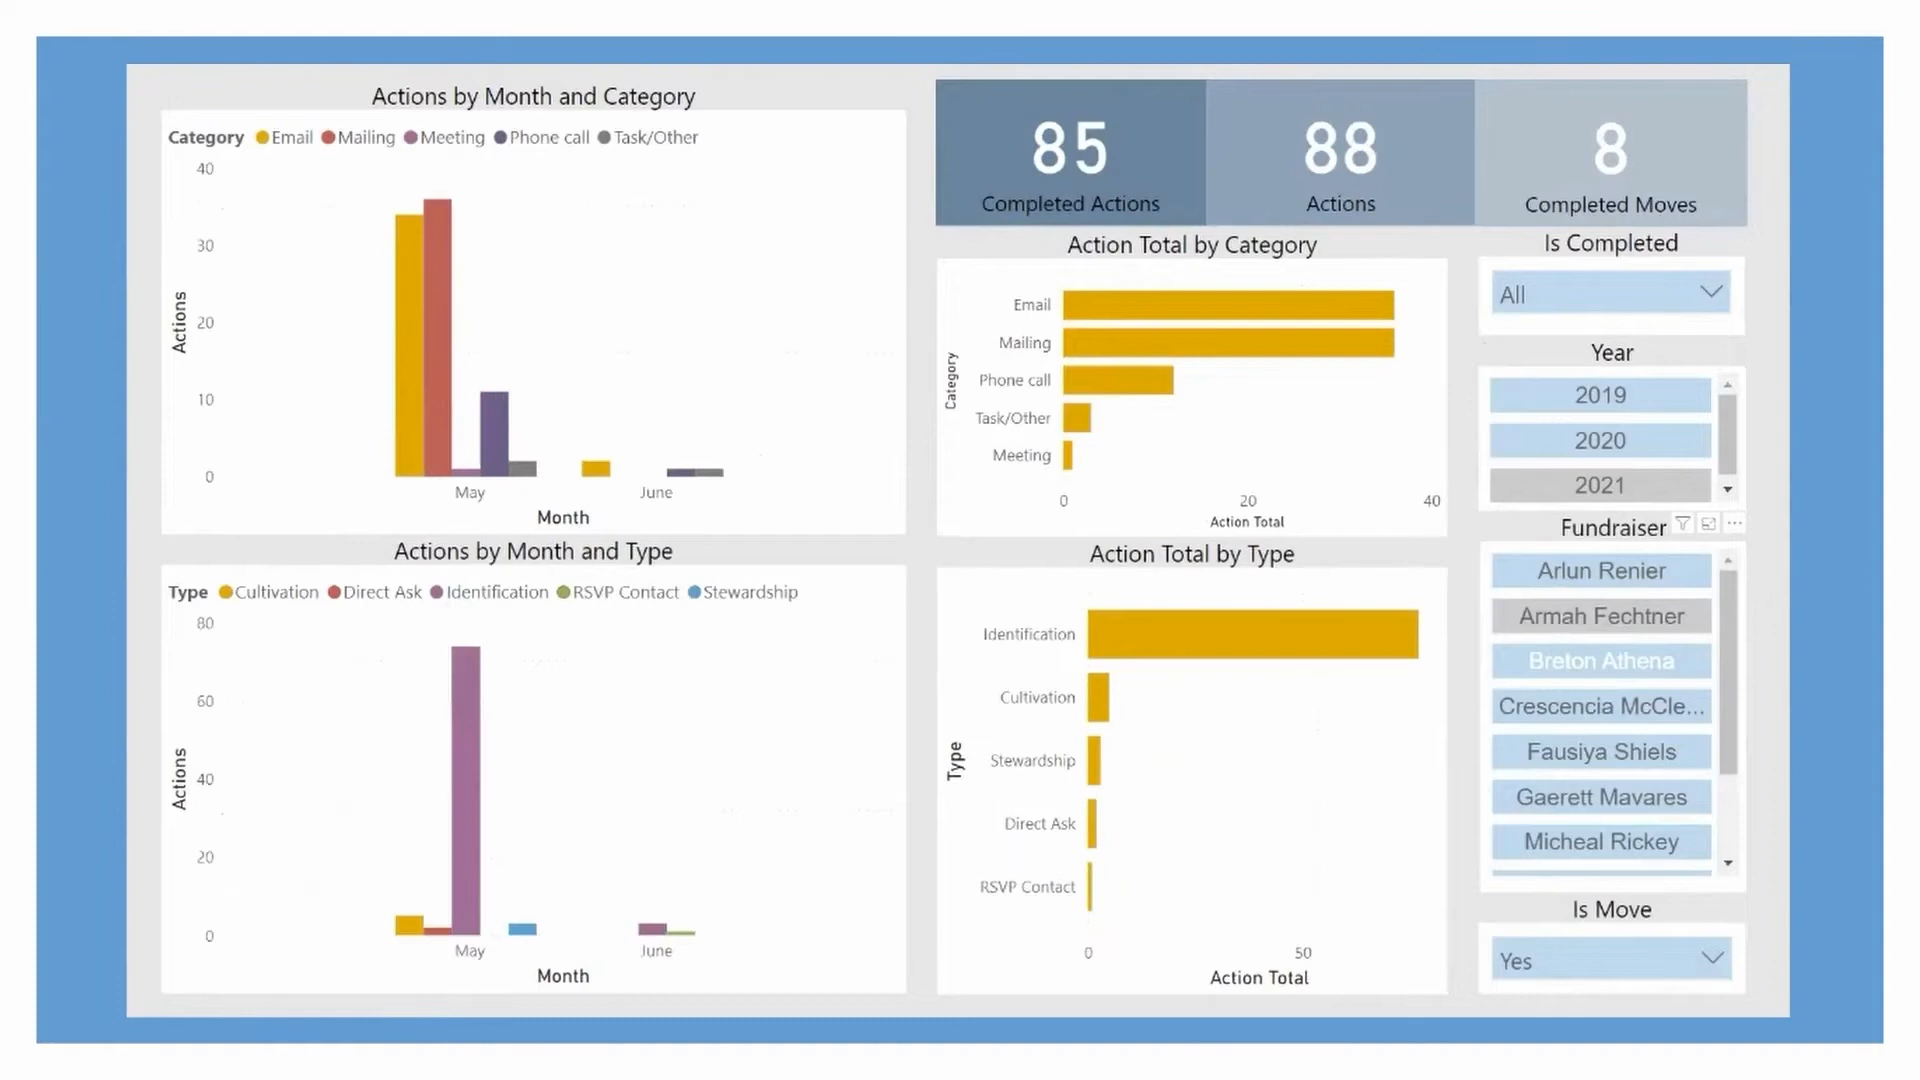 Actions by Month and Category
Category Email Mailing Meeting Phone call Task/Other
40
30
20
10
0
Actions
May June
Month
Actions by Month and Type
Type Cultivation Direct Ask Identification RSVP Contact Stewardship
80
60
40
20
0
Actions
May June
Month
85 88 8
Completed Actions Actions Completed Moves
Action Total by Category
Category
Email
Mailing
Phone call
Task/Other
Meeting
0 20 40
Action Total
Action Total by Type
Type
Identification
Cultivation
Stewardship
Direct Ask
RSVP Contact
0 50
Action Total
Is Completed
All
Year
2019
2020
2021
Fundraiser
Arlun Renier
Armah Fechtner
Breton Athena
Crescencia McCle...
Fausiya Shiels
Gaerett Mavares
Micheal Rickey
Is Move
Yes